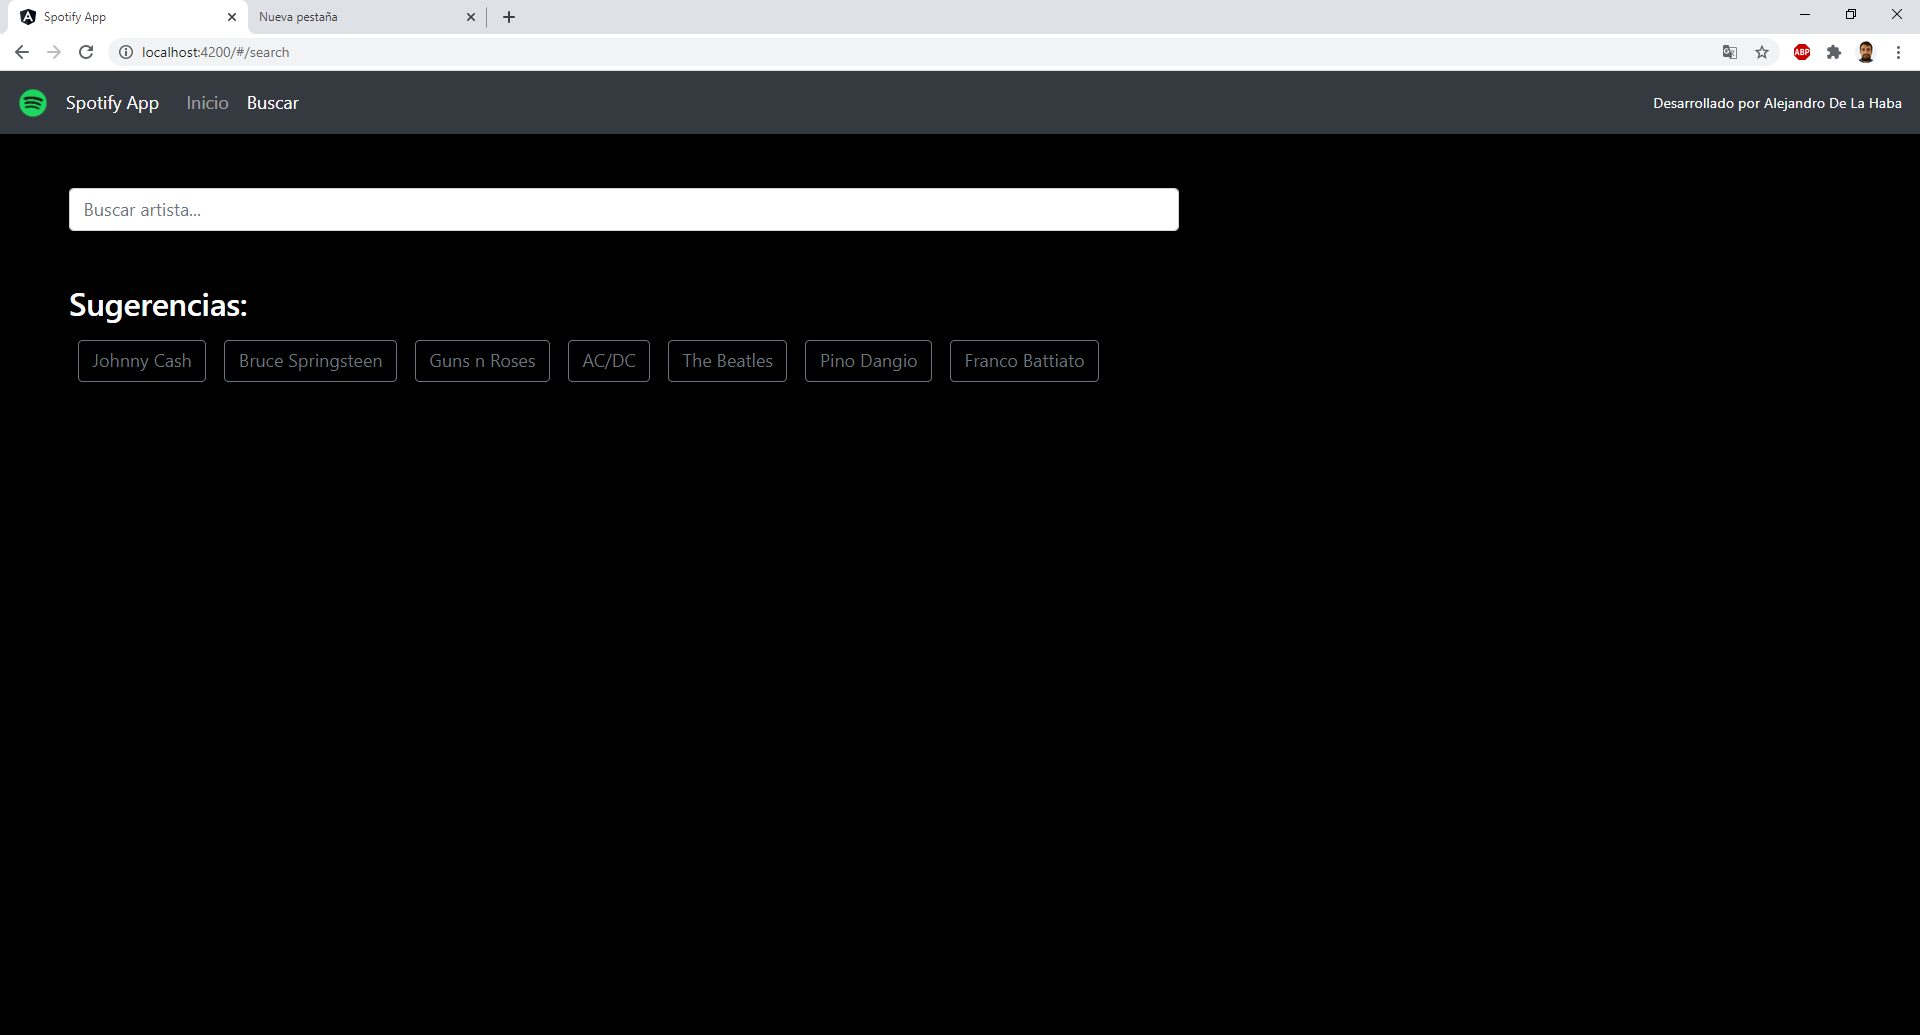 Spotify App
Nueva pestaña
localhost:4200/#/search
ABP
Spotify App Inicio Buscar Desarrollado por Alejandro De La Haba
Buscar artista...
Sugerencias:
Johnny Cash Bruce Springsteen Guns n Roses AC/DC The Beatles Pino Dangio Franco Battiato